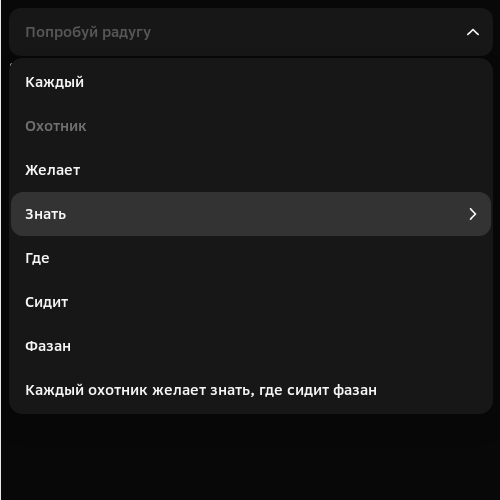 Попробуй радугу
Каждый
Охотник
Желает
Знать
Где
Сидит
Фазан
Каждый охотник желает знать, где сидит фазан